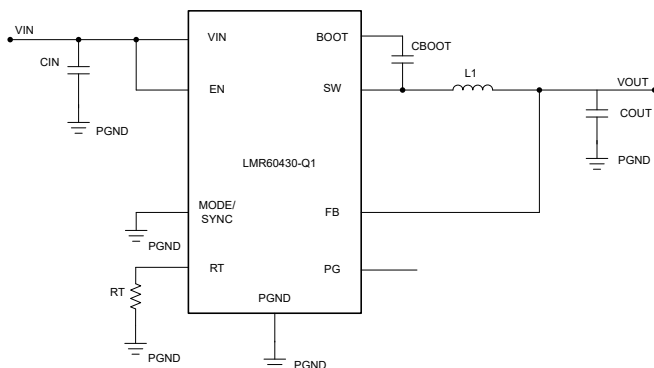 VIN
CIN
PGND
VIN
EN
MODE/
SYNC
PGND
RT
RT
PGND
LMR60430-Q1
PGND
PGND
BOOT
CBOOT
SW
L1
VOUT
COUT
PGND
FB
PG